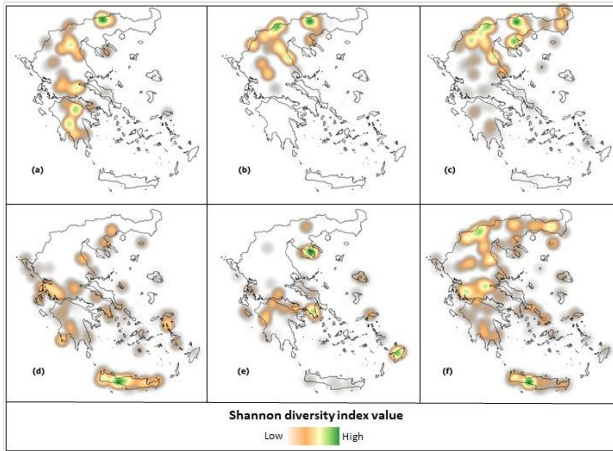 (a)
(b)
(c)
(d)
(e)
(f)
Shannon diversity index value
Low High